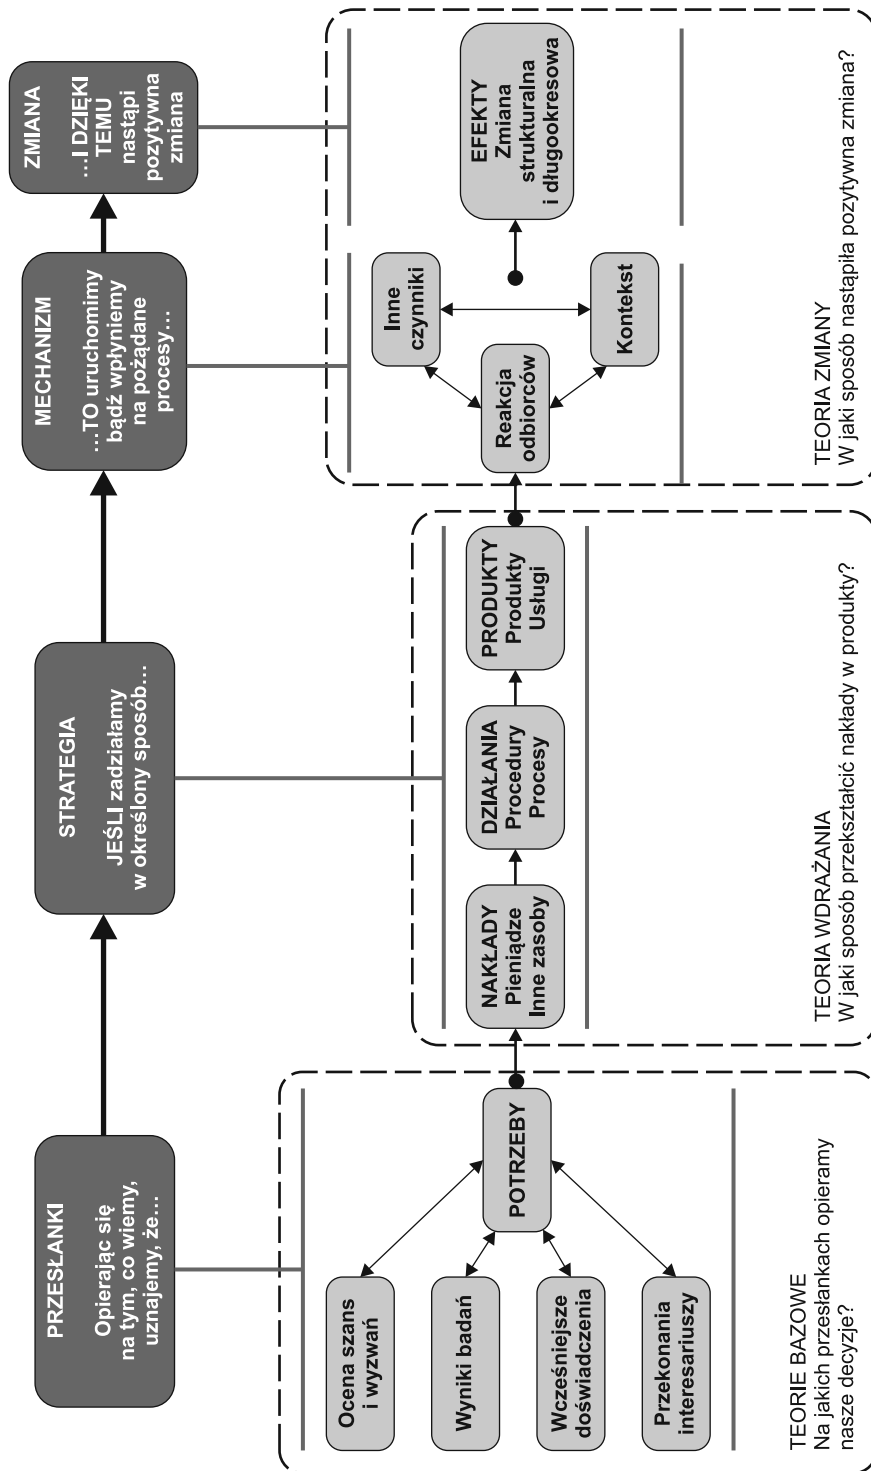 PRZESŁANKI
Opierając się
na tym, co wiemy,
uznajemy, że…
STRATEGIA
JEŚLI zadziałamy
w określony sposób…
MECHANIZM
…TO uruchomimy
bądź wpłyniemy
na pożądane
procesy…
ZMIANA
…I DZIĘKI
TEMU
nastąpi
pozytywna
zmiana
Ocena szans
i wyzwań
Wyniki badań
Wcześniejsze
doświadczenia
Przekonania
interesariuszy
POTRZEBY
TEORIE BAZOWE
Na jakich przesłankach opieramy
nasze decyzje?
NAKŁADY
Pieniądze
Inne zasoby
DZIAŁANIA
Procedury
Procesy
PRODUKTY
Produkty
Usługi
TEORIA WDRAŻANIA
W jaki sposób przekształcić nakłady w produkty?
Reakcja
odbiorców
Inne
czynniki
Kontekst
EFEKTY
Zmiana
strukturalna
i długookresowa
TEORIA ZMIANY
W jaki sposób nastąpiła pozytywna zmiana?